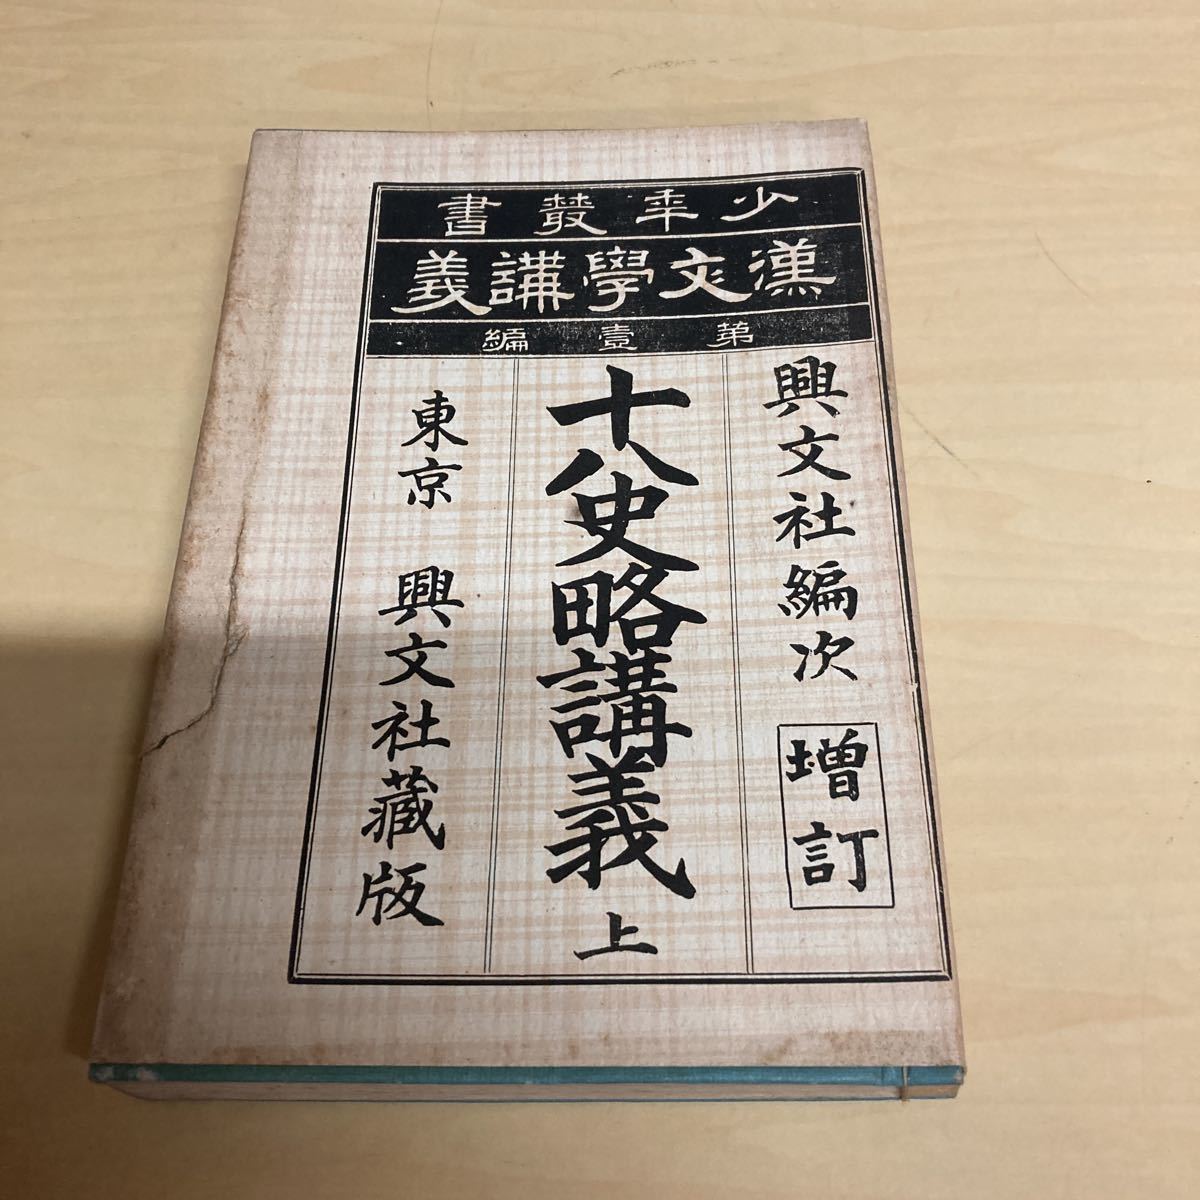 少年叢書
漢文學講義
第壹編
興文社編次
増訂
十八史略講義 上
東京 興文社藏版